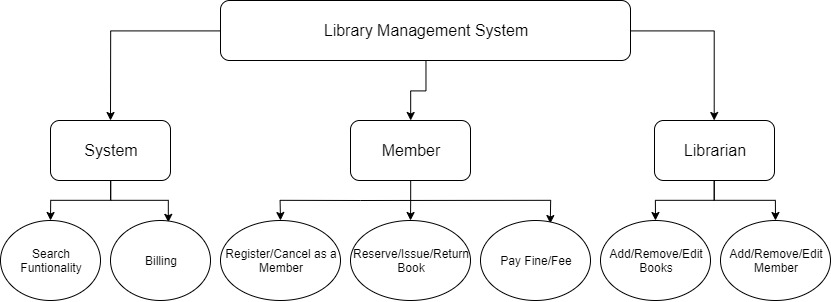 Library Management System
System
Member
Librarian
Search
Funtionality
Billing
Register/Cancel as a
Member
Reserve/Issue/Return
Book
Pay Fine/Fee
Add/Remove/Edit
Books
Add/Remove/Edit
Member